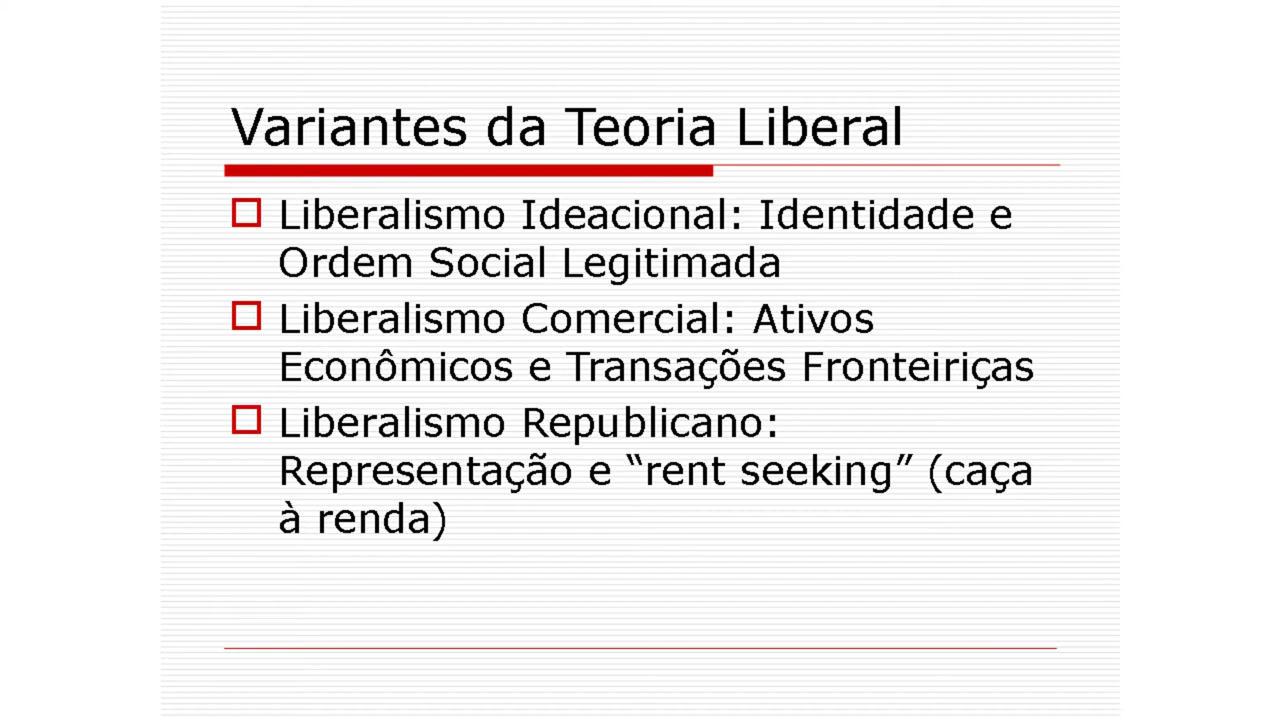 Variantes da Teoria Liberal
Liberalismo Ideacional: Identidade e
Ordem Social Legitimada
Liberalismo Comercial: Ativos
Econômicos e Transações Fronteiriças
Liberalismo Republicano:
Representação e “rent seeking” (caça
à renda)